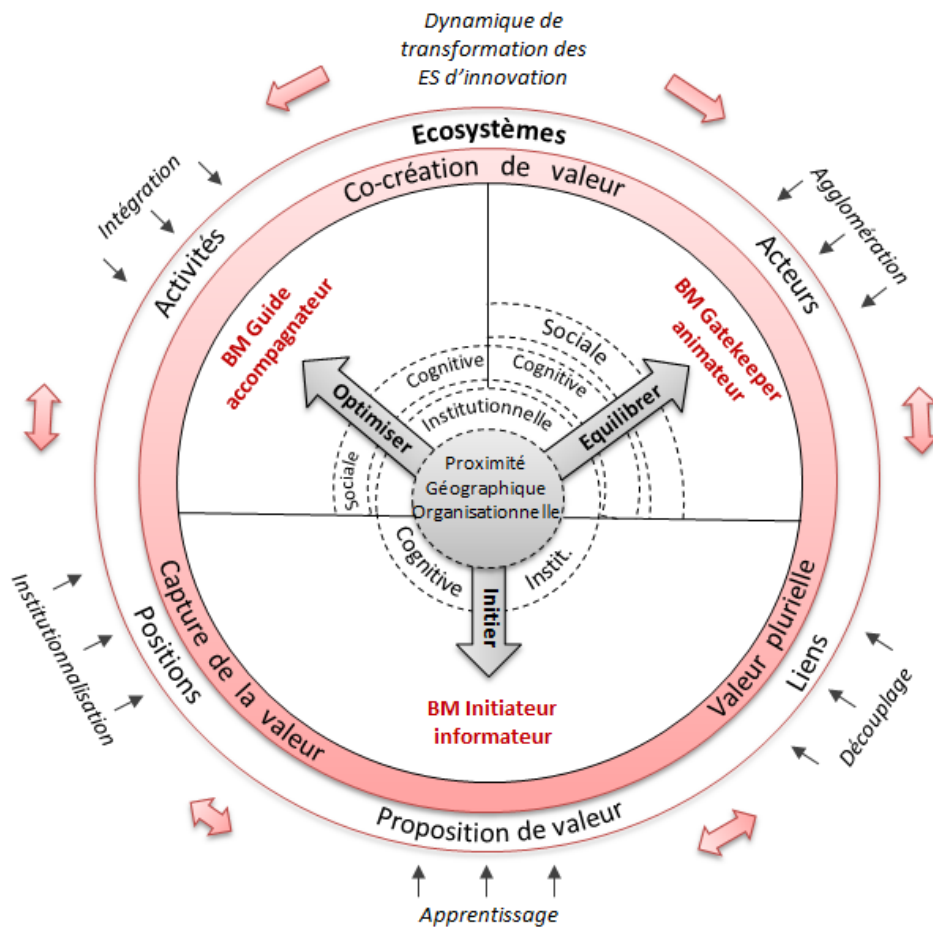 Dynamique de
transformation des
ES d’innovation
Ecosystèmes
Co-création de valeur
Intégration
Agglomération
Activités
Acteurs
BM Guide
accompagnateur
BM Gatekeeper
animateur
Sociale
Cognitive
Cognitive
Institutionnelle
Optimiser
Equilibrer
Sociale
Proximité
Géographique
Organisationnelle
Cognitive
Instit.
Initier
Institutionnalisation
Positions
Capture de la valeur
Valeur plurielle
Liens
Découplage
BM Initiateur
informateur
Proposition de valeur
Apprentissage